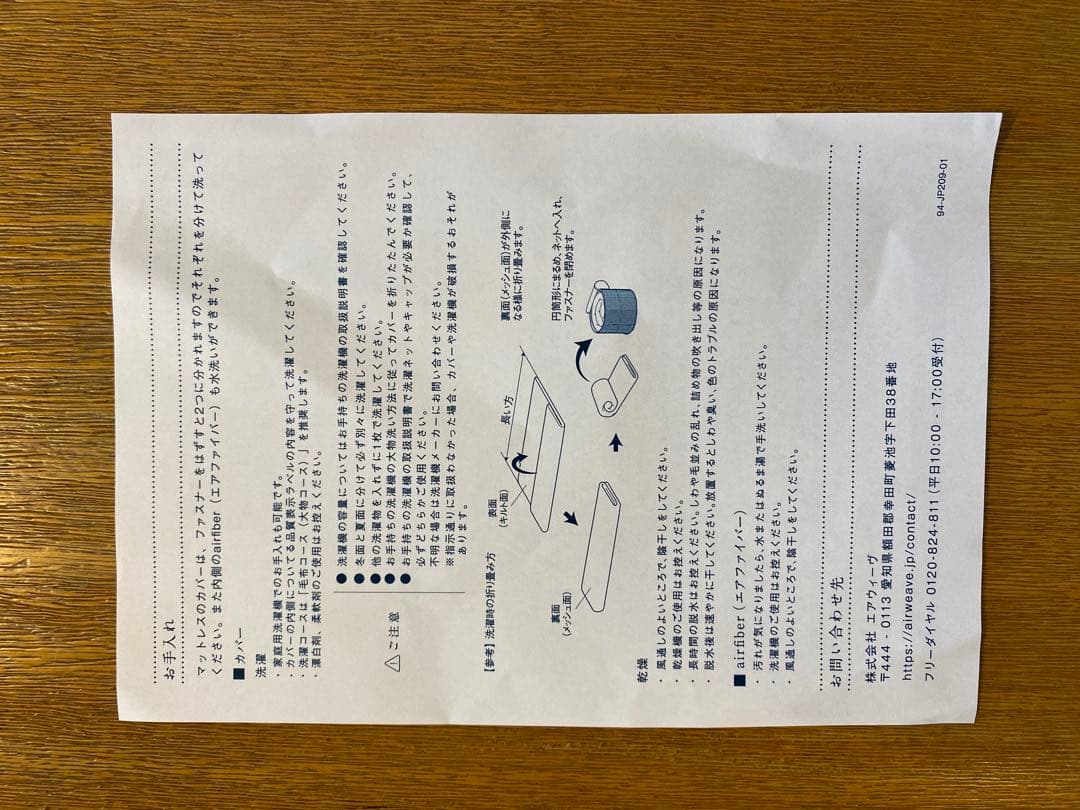 お手入れ
マットレスのカバーは、ファスナーをはずすと2つに分かれますのでそれぞれを分けて洗って
ください。また内側のairfiber（エアファイバー）も水洗いができます。
■ カバー
洗濯
・家庭用洗濯機でのお手入れも可能です。
・カバーの内側についてる品質表示ラベルの内容を守って洗濯してください。
・洗濯コースは「毛布コース（大物コース）」を推奨します。
・漂白剤、柔軟剤のご使用はお控えください。
⚠ ご注意
● 洗濯機の容量についてはお手持ちの洗濯機の取扱説明書を確認してください。
● 冬面と夏面に分けて必ず別々に洗濯してください。
● 他の洗濯物を入れずに1枚で洗濯してください。
● お手持ちの洗濯機の大物洗い方法に従ってカバーを折りたたんでください。
● お手持ちの洗濯機の取扱説明書で洗濯ネットやキャップが必要か確認して、
必ずどちらかご使用ください。
不明な場合は洗濯機メーカーにお問い合わせください。
※指示通りに取扱わなかった場合、カバーや洗濯機が破損するおそれが
あります。
【参考】洗濯時の折り畳み方
裏面
（メッシュ面）
表面
（キルト面）
長い方
裏面（メッシュ面）が外側に
なる様に折り畳みます。
円筒形にまるめ、ネットへ入れ、
ファスナーを閉めます。
乾燥
・風通しのよいところで、陰干しをしてください。
・乾燥機のご使用はお控えください。
・長時間の脱水はお控えください。しわや毛並みの乱れ、詰め物の吹き出し等の原因になります。
・脱水後は速やかに干してください。放置するとしわや臭い、色のトラブルの原因になります。
■ airfiber（エアファイバー）
・汚れが気になりましたら、水またはぬるま湯で手洗いしてください。
・洗濯機のご使用はお控えください。
・風通しのよいところで、陰干しをしてください。
お問い合わせ先
株式会社 エアウィーヴ
〒444 - 0113 愛知県額田郡幸田町菱池字下田38番地
https://airweave.jp/contact/
フリーダイヤル 0120-824-811（平日10:00 - 17:00受付）
94-JP209-01